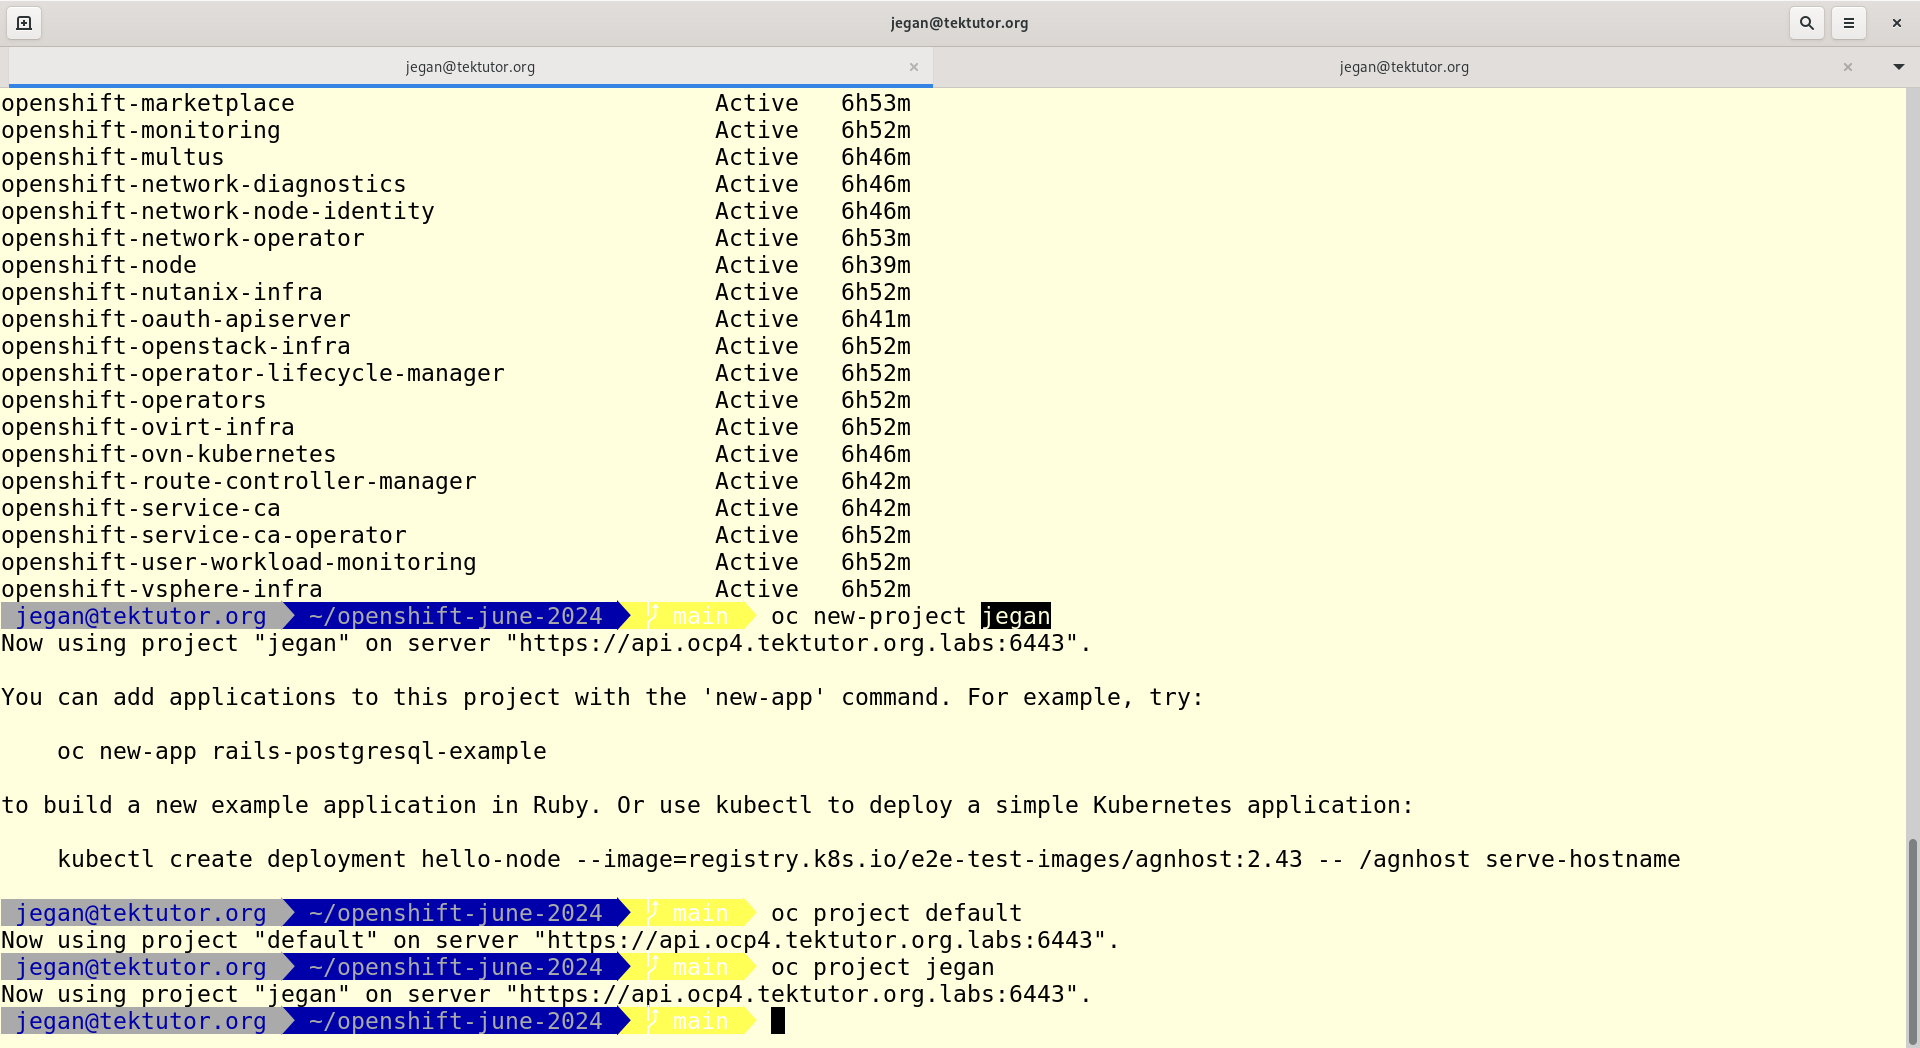 jegan@tektutor.org
jegan@tektutor.org jegan@tektutor.org
openshift-marketplace Active 6h53m
openshift-monitoring Active 6h52m
openshift-multus Active 6h46m
openshift-network-diagnostics Active 6h46m
openshift-network-node-identity Active 6h46m
openshift-network-operator Active 6h53m
openshift-node Active 6h39m
openshift-nutanix-infra Active 6h52m
openshift-oauth-apiserver Active 6h41m
openshift-openstack-infra Active 6h52m
openshift-operator-lifecycle-manager Active 6h52m
openshift-operators Active 6h52m
openshift-ovirt-infra Active 6h52m
openshift-ovn-kubernetes Active 6h46m
openshift-route-controller-manager Active 6h42m
openshift-service-ca Active 6h42m
openshift-service-ca-operator Active 6h52m
openshift-user-workload-monitoring Active 6h52m
openshift-vsphere-infra Active 6h52m
jegan@tektutor.org ~/openshift-june-2024 main oc new-project jegan
Now using project "jegan" on server "https://api.ocp4.tektutor.org.labs:6443".
You can add applications to this project with the 'new-app' command. For example, try:
oc new-app rails-postgresql-example
to build a new example application in Ruby. Or use kubectl to deploy a simple Kubernetes application:
kubectl create deployment hello-node --image=registry.k8s.io/e2e-test-images/agnhost:2.43 -- /agnhost serve-hostname
jegan@tektutor.org ~/openshift-june-2024 main oc project default
Now using project "default" on server "https://api.ocp4.tektutor.org.labs:6443".
jegan@tektutor.org ~/openshift-june-2024 main oc project jegan
Now using project "jegan" on server "https://api.ocp4.tektutor.org.labs:6443".
jegan@tektutor.org ~/openshift-june-2024 main